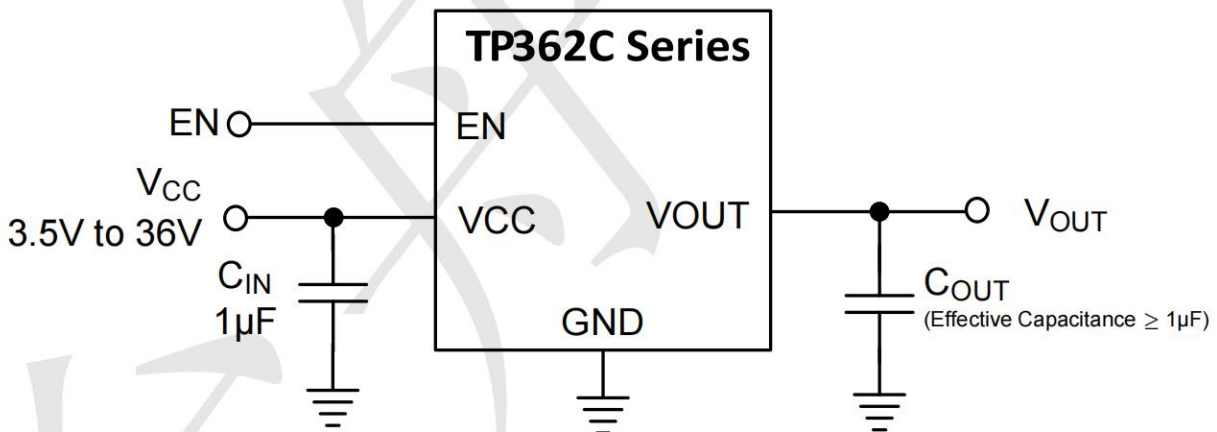 TP362C Series
EN
EN
VCC
3.5V to 36V
VCC
VOUT
VOUT
CIN
1µF
GND
COUT
(Effective Capacitance ≥ 1µF)